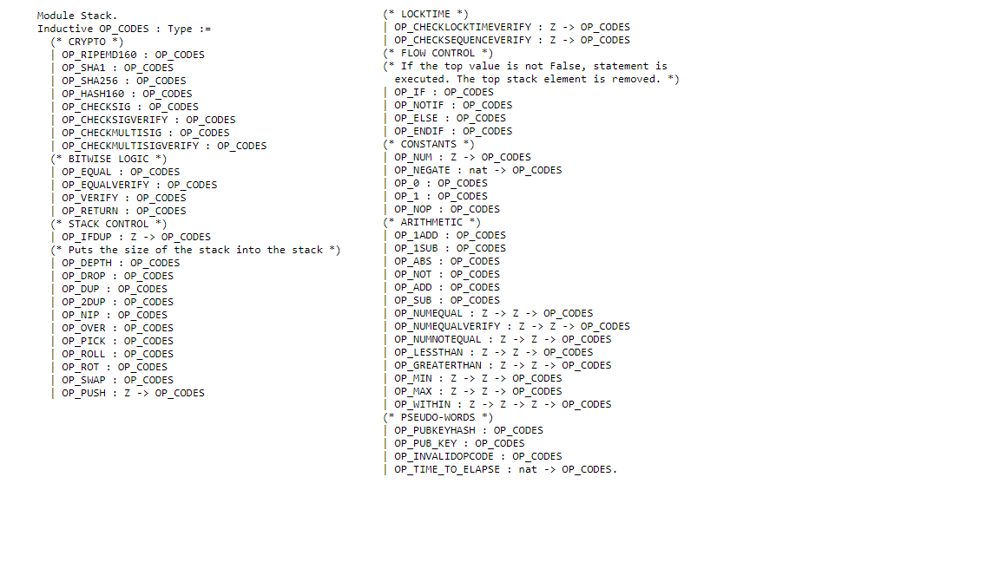 Module Stack.
Inductive OP_CODES : Type :=
(* CRYPTO *)
| OP_RIPEMD160 : OP_CODES
| OP_SHA1 : OP_CODES
| OP_SHA256 : OP_CODES
| OP_HASH160 : OP_CODES
| OP_CHECKSIG : OP_CODES
| OP_CHECKSIGVERIFY : OP_CODES
| OP_CHECKMULTISIG : OP_CODES
| OP_CHECKMULTISIGVERIFY : OP_CODES
(* BITWISE LOGIC *)
| OP_EQUAL : OP_CODES
| OP_EQUALVERIFY : OP_CODES
| OP_VERIFY : OP_CODES
| OP_RETURN : OP_CODES
(* STACK CONTROL *)
| OP_IFDUP : Z -> OP_CODES
(* Puts the size of the stack into the stack *)
| OP_DEPTH : OP_CODES
| OP_DROP : OP_CODES
| OP_DUP : OP_CODES
| OP_2DUP : OP_CODES
| OP_NIP : OP_CODES
| OP_OVER : OP_CODES
| OP_PICK : OP_CODES
| OP_ROLL : OP_CODES
| OP_ROT : OP_CODES
| OP_SWAP : OP_CODES
| OP_PUSH : Z -> OP_CODES
(* LOCKTIME *)
| OP_CHECKLOCKTIMEVERIFY : Z -> OP_CODES
| OP_CHECKSEQUENCEVERIFY : Z -> OP_CODES
(* FLOW CONTROL *)
(* If the top value is not False, statement is
executed. The top stack element is removed. *)
| OP_IF : OP_CODES
| OP_NOTIF : OP_CODES
| OP_ELSE : OP_CODES
| OP_ENDIF : OP_CODES
(* CONSTANTS *)
| OP_NUM : Z -> OP_CODES
| OP_NEGATE : nat -> OP_CODES
| OP_0 : OP_CODES
| OP_1 : OP_CODES
| OP_NOP : OP_CODES
(* ARITHMETIC *)
| OP_1ADD : OP_CODES
| OP_1SUB : OP_CODES
| OP_ABS : OP_CODES
| OP_NOT : OP_CODES
| OP_ADD : OP_CODES
| OP_SUB : OP_CODES
| OP_NUMEQUAL : Z -> Z -> OP_CODES
| OP_NUMEQUALVERIFY : Z -> Z -> OP_CODES
| OP_NUMNOTEQUAL : Z -> Z -> OP_CODES
| OP_LESSTHAN : Z -> Z -> OP_CODES
| OP_GREATERTHAN : Z -> Z -> OP_CODES
| OP_MIN : Z -> Z -> OP_CODES
| OP_MAX : Z -> Z -> OP_CODES
| OP_WITHIN : Z -> Z -> Z -> OP_CODES
(* PSEUDO-WORDS *)
| OP_PUBKEYHASH : OP_CODES
| OP_PUB_KEY : OP_CODES
| OP_INVALIDOPCODE : OP_CODES
| OP_TIME_TO_ELAPSE : nat -> OP_CODES.